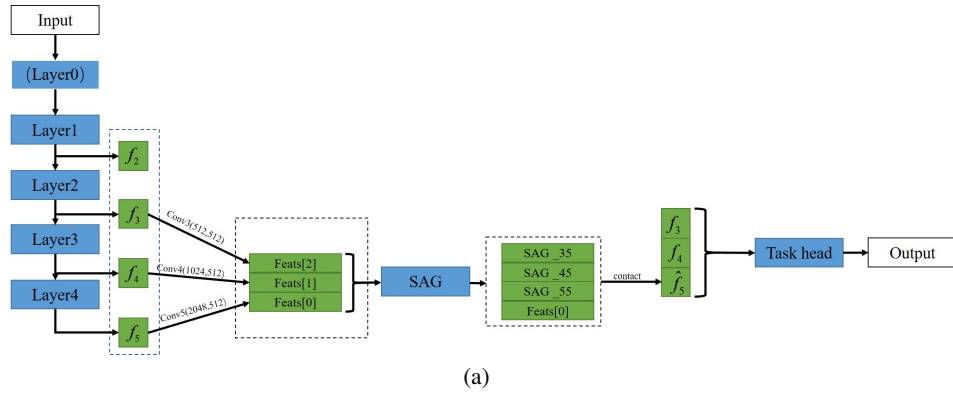 Input
(Layer0)
Layer1
f2
Layer2
f3
Layer3
f4
Layer4
f5
Conv3(512,512)
Conv4(1024,512)
Conv5(2048,512)
Feats[2]
Feats[1]
Feats[0]
SAG
SAG _35
SAG _45
SAG _55
Feats[0]
contact
f3
f4
f̂5
Task head
Output
(a)